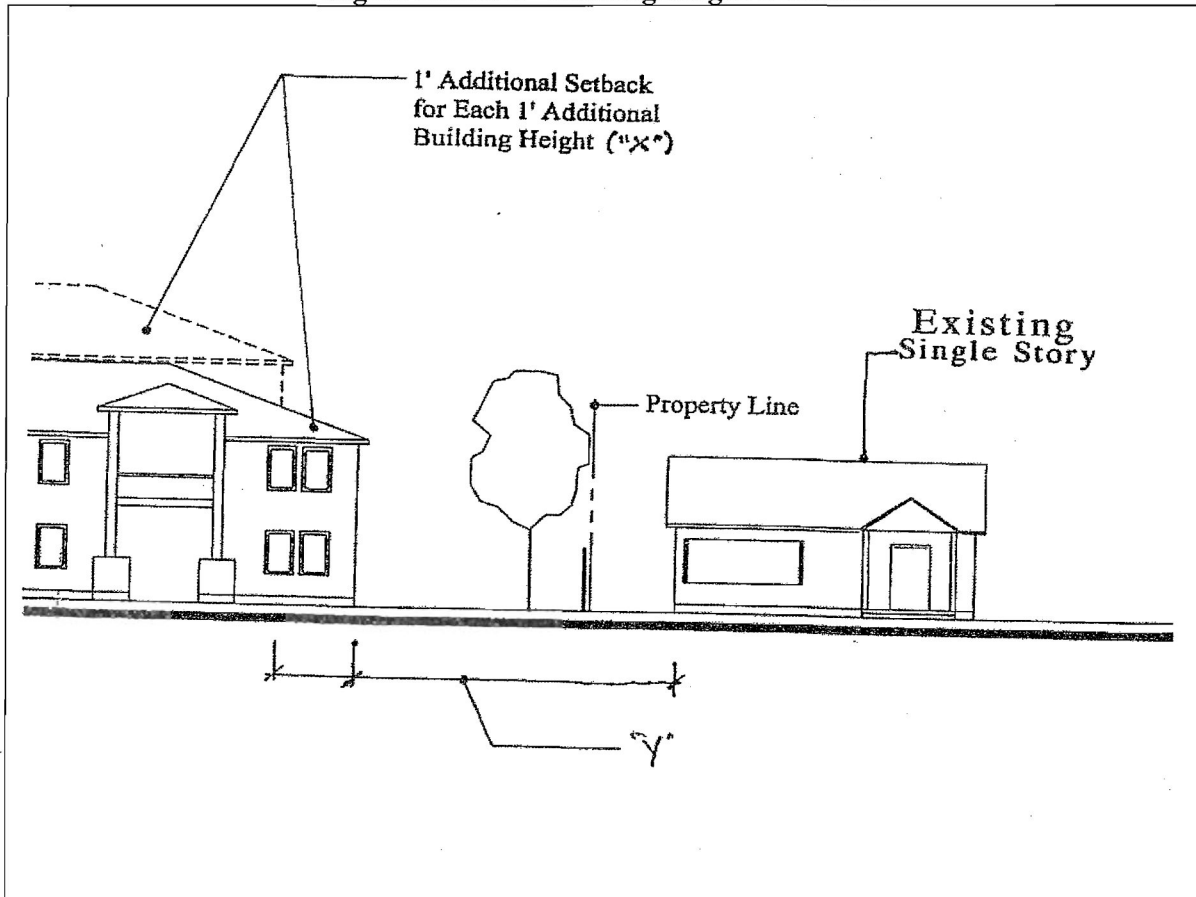 1' Additional Setback
for Each 1' Additional
Building Height ("X")
Existing
Single Story
Property Line
"Y"